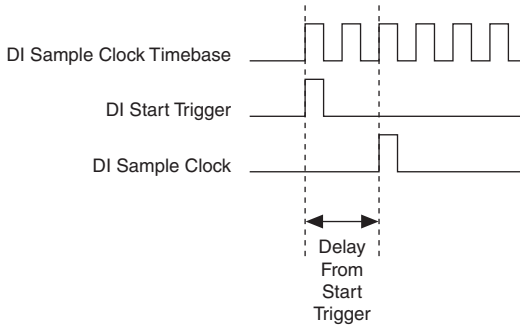 DI Sample Clock Timebase
DI Start Trigger
DI Sample Clock
Delay
From
Start
Trigger